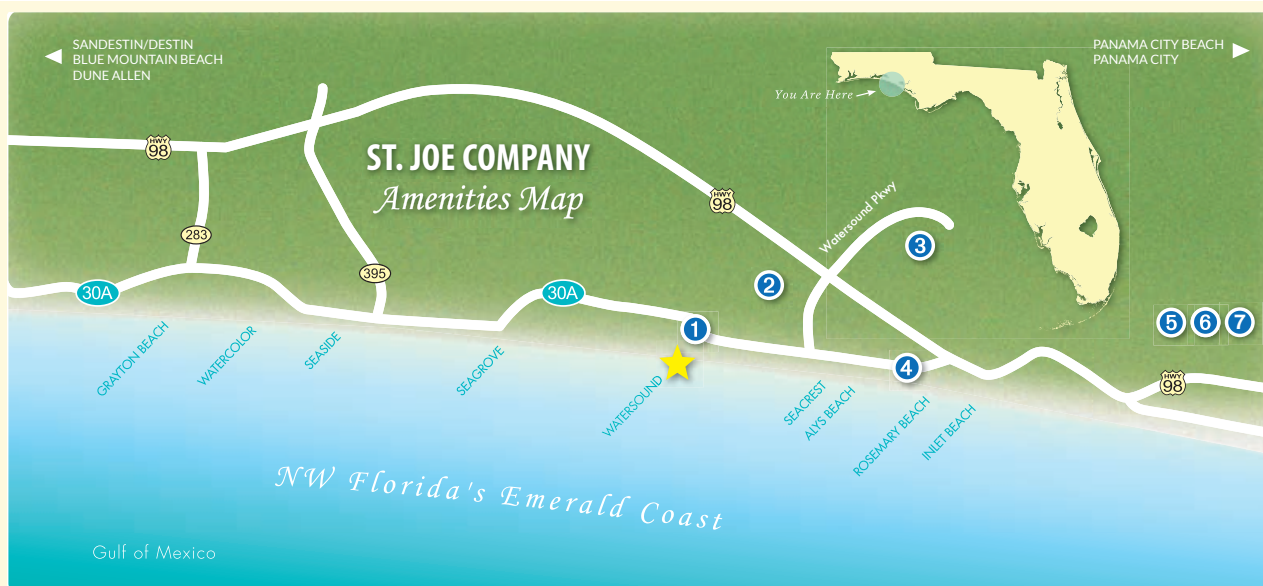 SANDESTIN/DESTIN
BLUE MOUNTAIN BEACH
DUNE ALLEN
PANAMA CITY BEACH
PANAMA CITY
You Are Here
HWY
98
ST. JOE COMPANY
Amenities Map
HWY
98
Watersound Pkwy
283
395
3
2
30A
30A
1
5
6
7
4
HWY
98
GRAYTON BEACH
WATERCOLOR
SEASIDE
SEAGROVE
WATERSOUND
SEACREST
ALYS BEACH
ROSEMARY BEACH
INLET BEACH
NW Florida's Emerald Coast
Gulf of Mexico